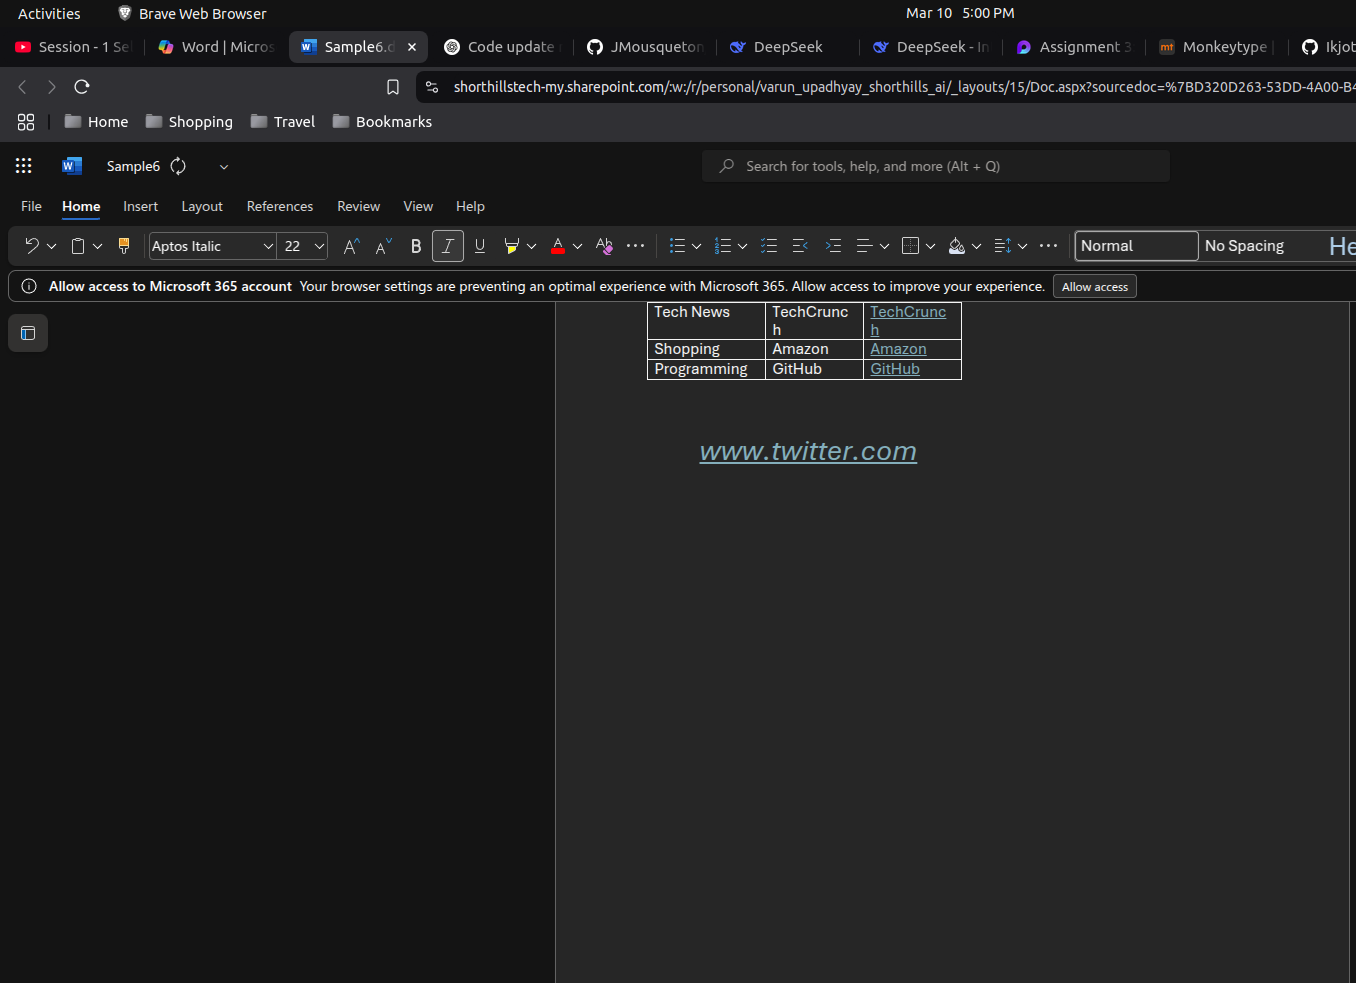 Activities Brave Web Browser Mar 10 5:00 PM
Session - 1 Sel Word | Micros Sample6.d Code update JMousqueton DeepSeek DeepSeek - In Assignment 3 Monkeytype | Ikjot
shorthillstech-my.sharepoint.com/:w:/r/personal/varun_upadhyay_shorthills_ai/_layouts/15/Doc.aspx?sourcedoc=%7BD320D263-53DD-4A00-B4
Home Shopping Travel Bookmarks
Sample6 Search for tools, help, and more (Alt + Q)
File Home Insert Layout References Review View Help
Aptos Italic 22 Normal No Spacing He
Allow access to Microsoft 365 account Your browser settings are preventing an optimal experience with Microsoft 365. Allow access to improve your experience. Allow access
Tech News TechCrunc TechCrunc
h h
Shopping Amazon Amazon
Programming GitHub GitHub
www.twitter.com